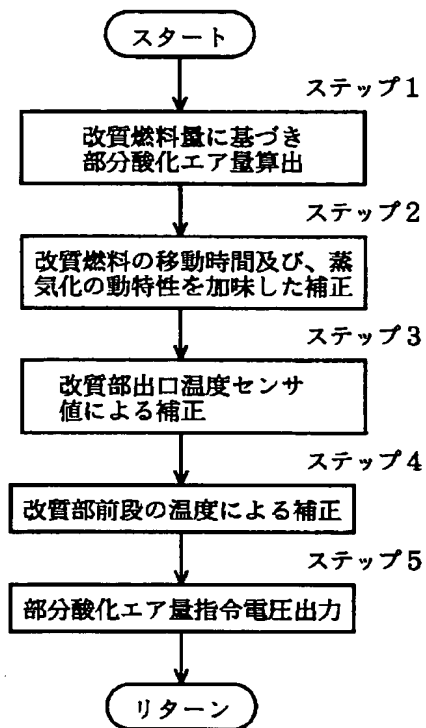 スタート
ステップ1
改質燃料量に基づき
部分酸化エア量算出
ステップ2
改質燃料の移動時間及び、蒸
気化の動特性を加味した補正
ステップ3
改質部出口温度センサ
値による補正
ステップ4
改質部前段の温度による補正
ステップ5
部分酸化エア量指令電圧出力
リターン